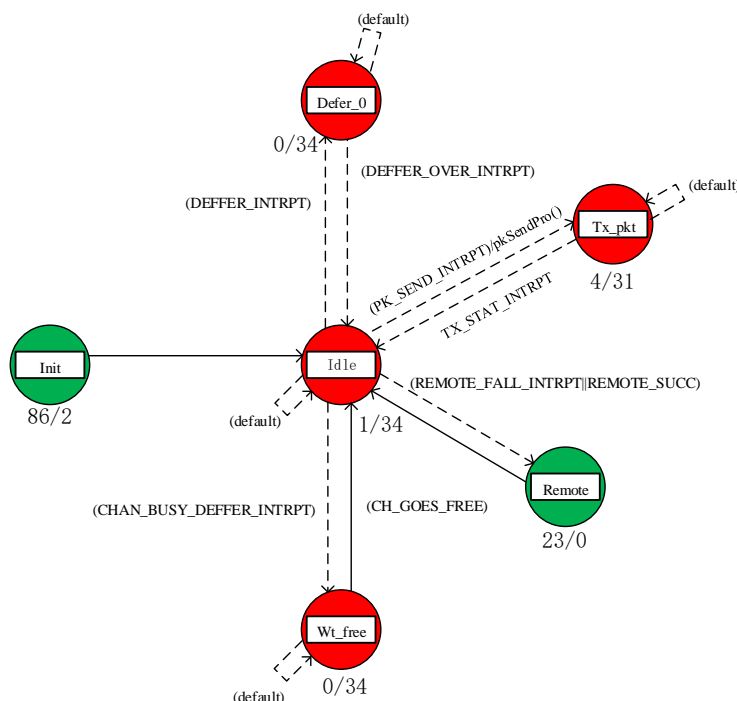 (default)
Defer_0
0/34
(DEFFER_OVER_INTRPT)
(DEFFER_INTRPT)
(default)
Tx_pkt
(PK_SEND_INTRPT)/pkSendPro()
TX_STAT_INTRPT
4/31
Init
86/2
Idle
(REMOTE_FALL_INTRPT||REMOTE_SUCC)
(default)
1/34
Remote
23/0
(CHAN_BUSY_DEFFER_INTRPT)
(CH_GOES_FREE)
Wt_free
0/34
(default)